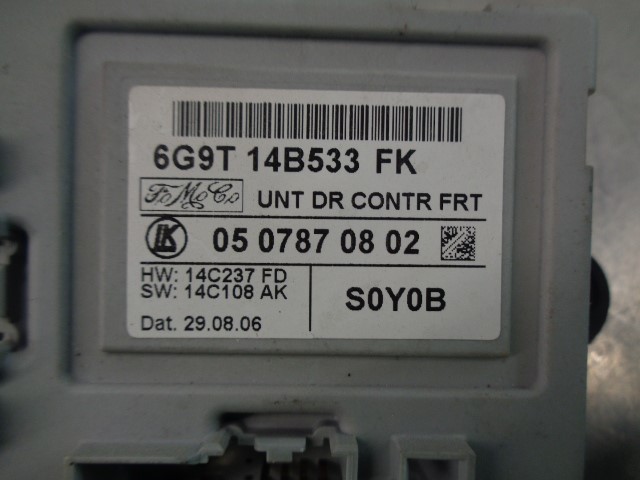 6G9T 14B533 FK
FoMoCo UNT DR CONTR FRT
LK 05 0787 08 02
HW: 14C237 FD
SW: 14C108 AK
S0Y0B
Dat. 29.08.06